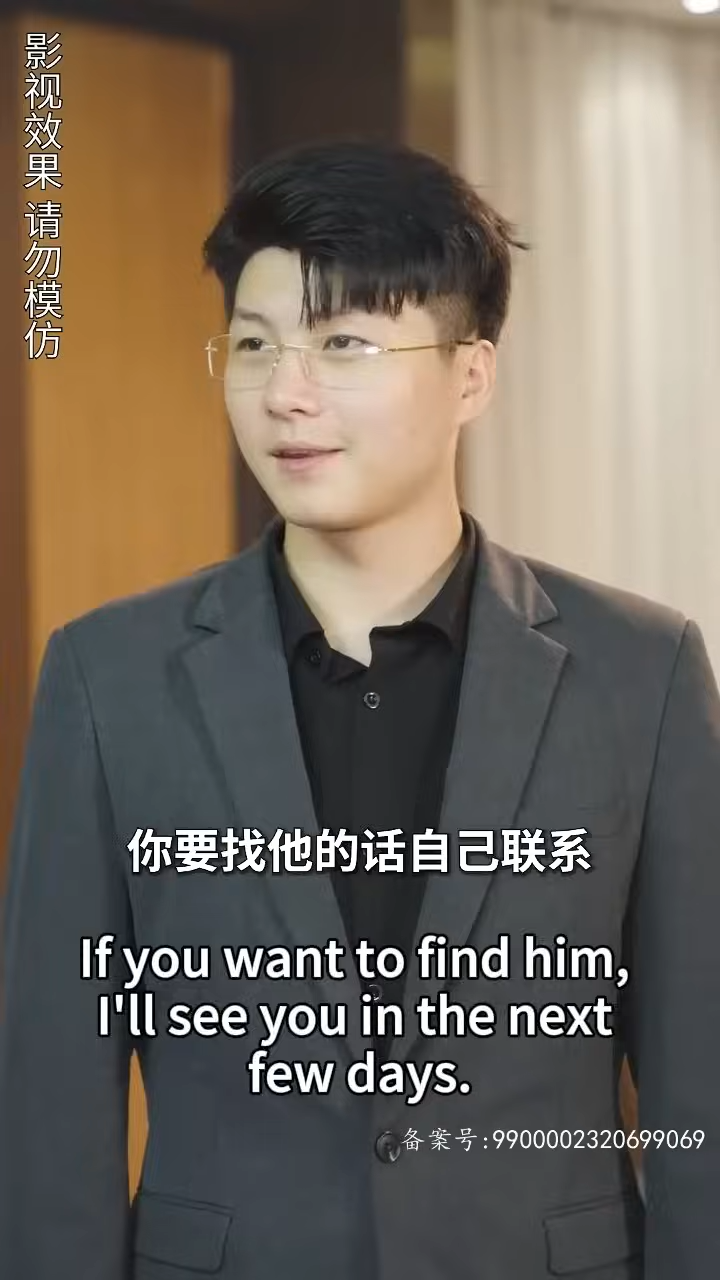 影视效果 请勿模仿
你要找他的话自己联系
If you want to find him,
I'll see you in the next
few days.
备案号:9900002320699069